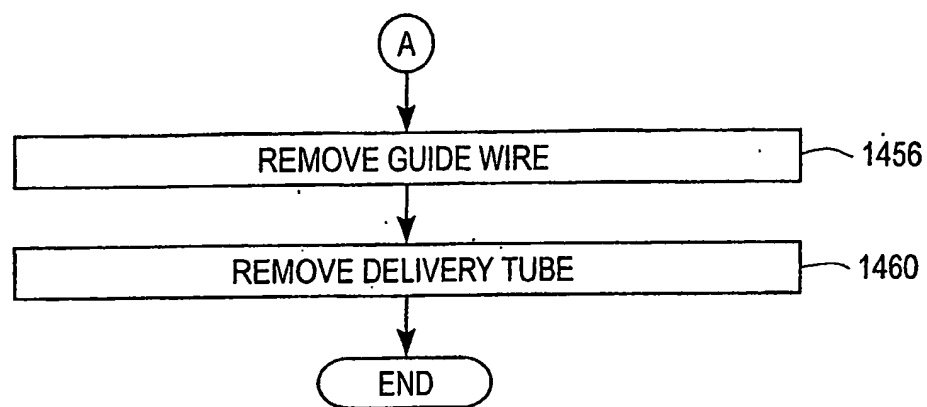 A
REMOVE GUIDE WIRE
1456
REMOVE DELIVERY TUBE
1460
END